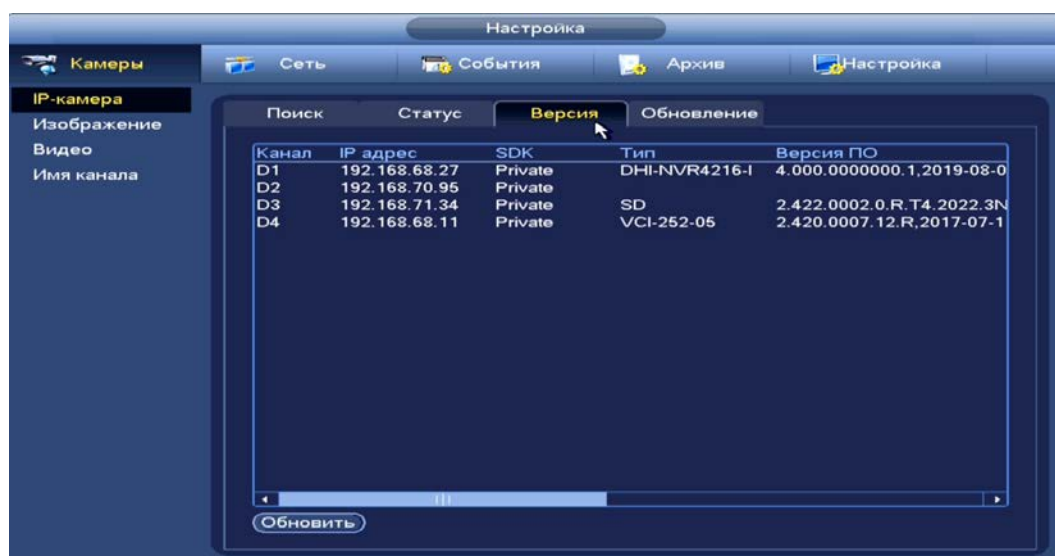 Настройка
Камеры Сеть События Архив Настройка
IP-камера
Изображение
Видео
Имя канала
Поиск Статус Версия Обновление
Канал IP адрес SDK Тип Версия ПО
D1 192.168.68.27 Private DHI-NVR4216-I 4.000.0000000.1,2019-08-0
D2 192.168.70.95 Private
D3 192.168.71.34 Private SD 2.422.0002.0.R.T4.2022.3N
D4 192.168.68.11 Private VCI-252-05 2.420.0007.12.R,2017-07-1
Обновить